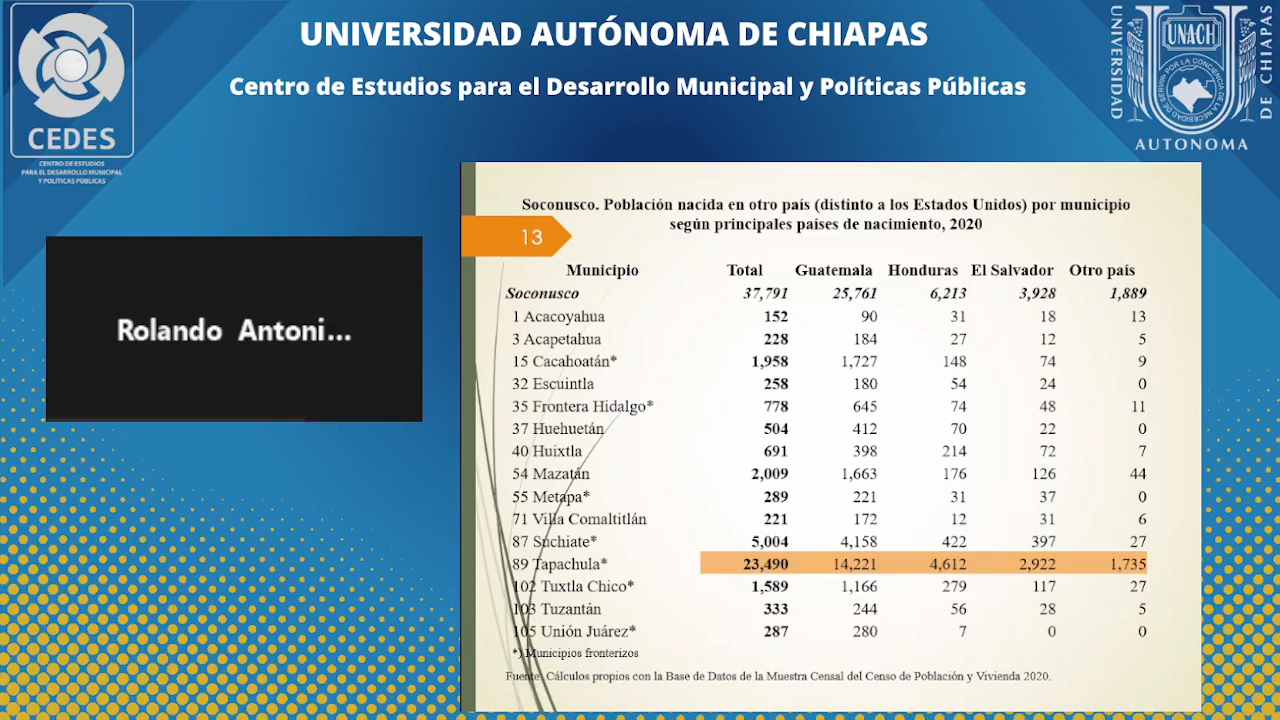 UNIVERSIDAD AUTÓNOMA DE CHIAPAS
Centro de Estudios para el Desarrollo Municipal y Políticas Públicas
CEDES
CENTRO DE ESTUDIOS
PARA EL DESARROLLO MUNICIPAL
Y POLÍTICAS PÚBLICAS
UNIVERSIDAD
UNACH
POR LA CONCIENCIA DE LA NECESIDAD DE SERVIR
DE CHIAPAS
AUTONOMA
Rolando Antoni...
13
Soconusco. Población nacida en otro país (distinto a los Estados Unidos) por municipio
según principales países de nacimiento, 2020
Municipio Total Guatemala Honduras El Salvador Otro país
Soconusco 37,791 25,761 6,213 3,928 1,889
1 Acacoyahua 152 90 31 18 13
3 Acapetahua 228 184 27 12 5
15 Cacahoatán* 1,958 1,727 148 74 9
32 Escuintla 258 180 54 24 0
35 Frontera Hidalgo* 778 645 74 48 11
37 Huehuetán 504 412 70 22 0
40 Huixtla 691 398 214 72 7
54 Mazatán 2,009 1,663 176 126 44
55 Metapa* 289 221 31 37 0
71 Villa Comaltitlán 221 172 12 31 6
87 Suchiate* 5,004 4,158 422 397 27
89 Tapachula* 23,490 14,221 4,612 2,922 1,735
102 Tuxtla Chico* 1,589 1,166 279 117 27
103 Tuzantán 333 244 56 28 5
105 Unión Juárez* 287 280 7 0 0
*) Municipios fronterizos
Fuente: Cálculos propios con la Base de Datos de la Muestra Censal del Censo de Población y Vivienda 2020.